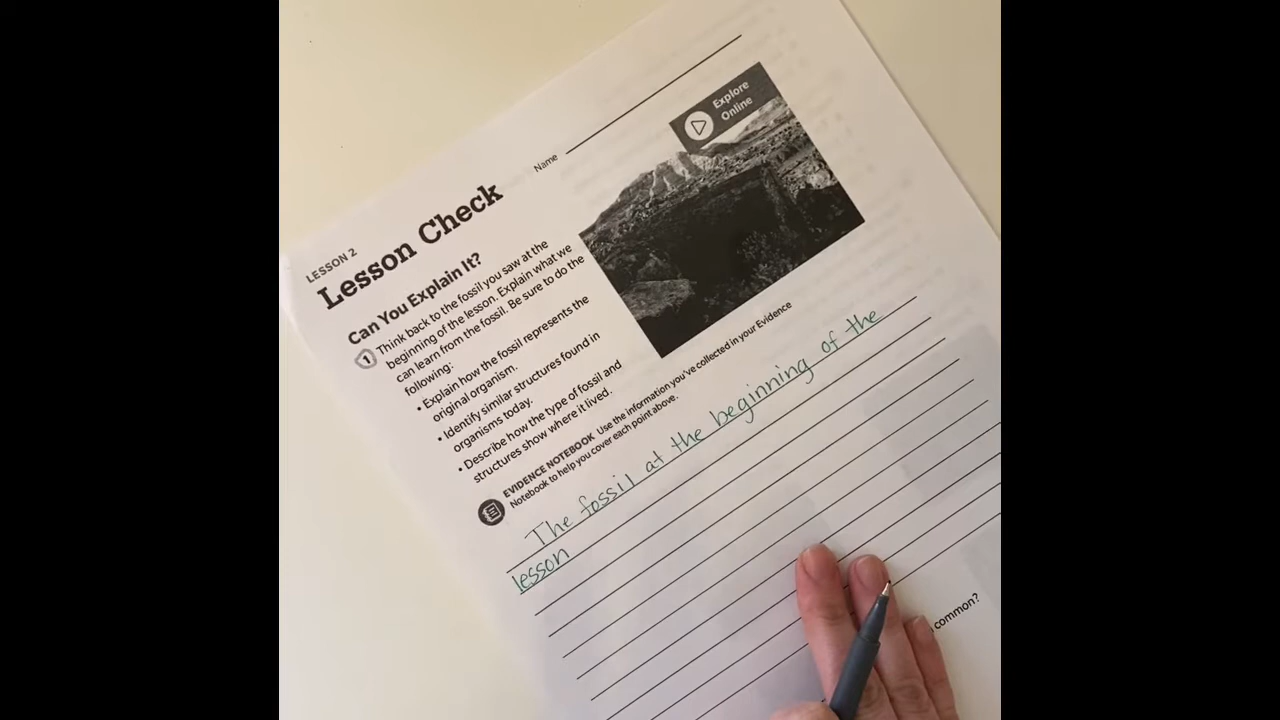 Name
Explore
Online
LESSON 2
Lesson Check
Can You Explain It?
1 Think back to the fossil you saw at the
beginning of the lesson. Explain what we
can learn from the fossil. Be sure to do the
following:
• Explain how the fossil represents the
original organism.
• Identify similar structures found in
organisms today.
• Describe how the type of fossil and
structures show where it lived.
EVIDENCE NOTEBOOK Use the information you've collected in your Evidence
Notebook to help you cover each point above.
The fossil at the beginning of the
lesson
common?